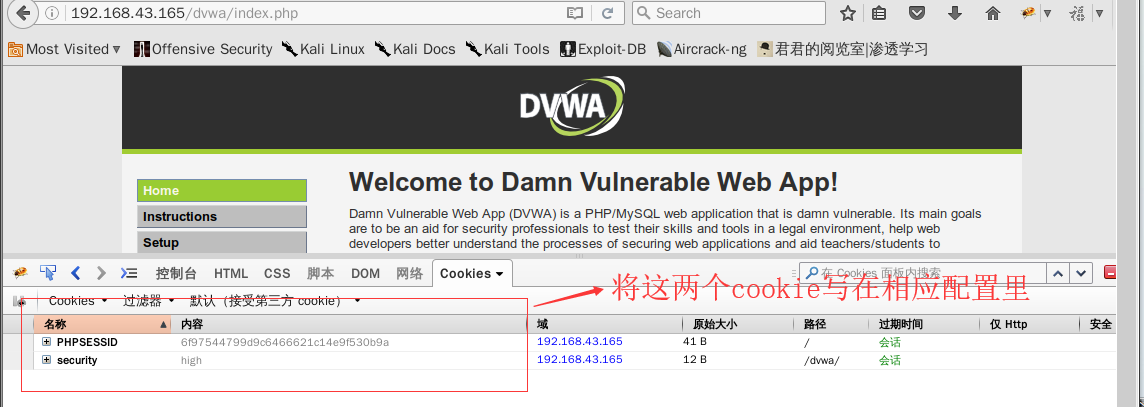 192.168.43.165/dvwa/index.php
Search
Most Visited
Offensive Security
Kali Linux
Kali Docs
Kali Tools
Exploit-DB
Aircrack-ng
君君的阅览室|渗透学习
DVWA
Home
Instructions
Setup
Welcome to Damn Vulnerable Web App!
Damn Vulnerable Web App (DVWA) is a PHP/MySQL web application that is damn vulnerable. Its main goals
are to be an aid for security professionals to test their skills and tools in a legal environment, help web
developers better understand the processes of securing web applications and aid teachers/students to
控制台 HTML CSS 脚本 DOM 网络 Cookies
在 Cookies 面板内搜索
Cookies 过滤器 默认（接受第三方 cookie）
将这两个cookie写在相应配置里
名称 内容 域 原始大小 路径 过期时间 仅 Http 安全
PHPSESSID 6f97544799d9c6466621c14e9f530b9a 192.168.43.165 41 B / 会话
security high 192.168.43.165 12 B /dvwa/ 会话